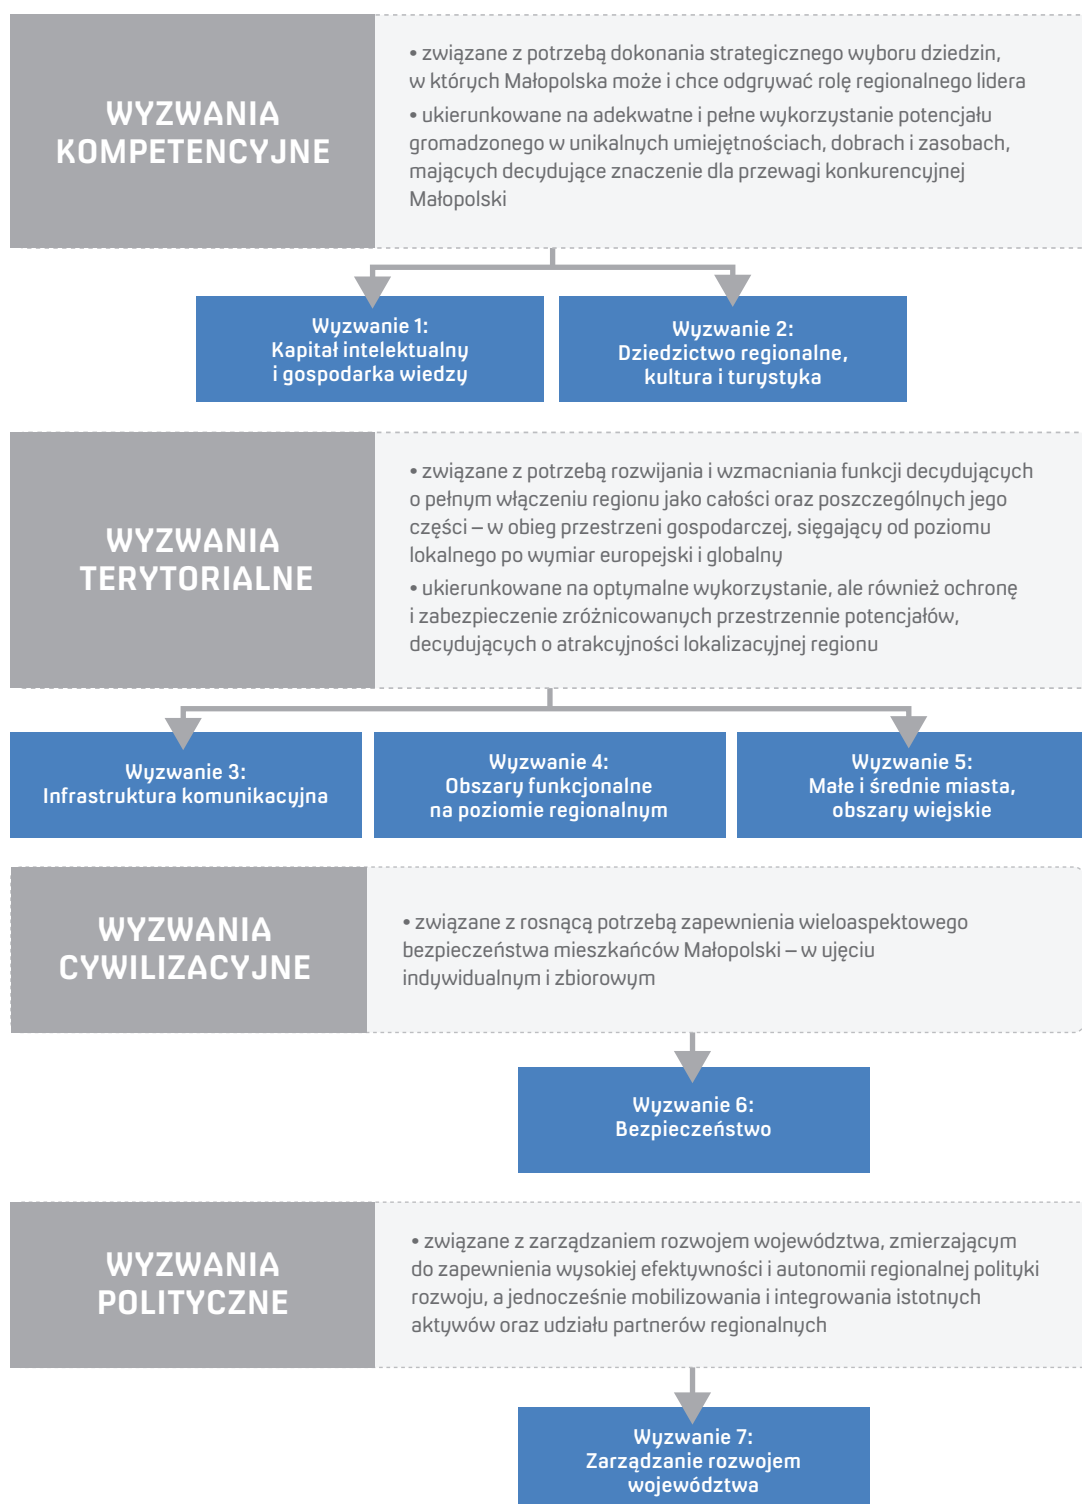 WYZWANIA
KOMPETENCYJNE
• związane z potrzebą dokonania strategicznego wyboru dziedzin,
w których Małopolska może i chce odgrywać rolę regionalnego lidera
• ukierunkowane na adekwatne i pełne wykorzystanie potencjału
gromadzonego w unikalnych umiejętnościach, dobrach i zasobach,
mających decydujące znaczenie dla przewagi konkurencyjnej
Małopolski
Wyzwanie 1:
Kapitał intelektualny
i gospodarka wiedzy
Wyzwanie 2:
Dziedzictwo regionalne,
kultura i turystyka
WYZWANIA
TERYTORIALNE
• związane z potrzebą rozwijania i wzmacniania funkcji decydujących
o pełnym włączeniu regionu jako całości oraz poszczególnych jego
części – w obieg przestrzeni gospodarczej, sięgający od poziomu
lokalnego po wymiar europejski i globalny
• ukierunkowane na optymalne wykorzystanie, ale również ochronę
i zabezpieczenie zróżnicowanych przestrzennie potencjałów,
decydujących o atrakcyjności lokalizacyjnej regionu
Wyzwanie 3:
Infrastruktura komunikacyjna
Wyzwanie 4:
Obszary funkcjonalne
na poziomie regionalnym
Wyzwanie 5:
Małe i średnie miasta,
obszary wiejskie
WYZWANIA
CYWILIZACYJNE
• związane z rosnącą potrzebą zapewnienia wieloaspektowego
bezpieczeństwa mieszkańców Małopolski – w ujęciu
indywidualnym i zbiorowym
Wyzwanie 6:
Bezpieczeństwo
WYZWANIA
POLITYCZNE
• związane z zarządzaniem rozwojem województwa, zmierzającym
do zapewnienia wysokiej efektywności i autonomii regionalnej polityki
rozwoju, a jednocześnie mobilizowania i integrowania istotnych
aktywów oraz udziału partnerów regionalnych
Wyzwanie 7:
Zarządzanie rozwojem
województwa